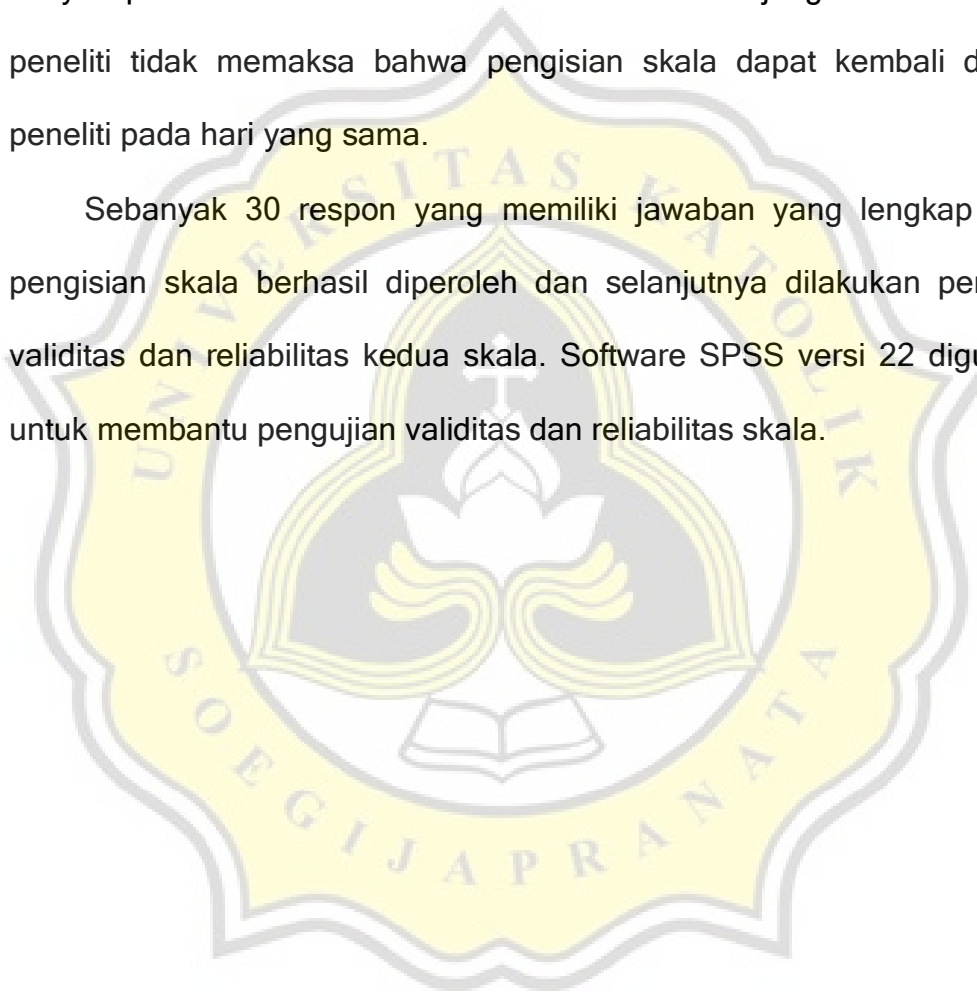 peneliti tidak memaksa bahwa pengisian skala dapat kembali
peneliti pada hari yang sama.
Sebanyak 30 respon yang memiliki jawaban yang lengkap
pengisian skala berhasil diperoleh dan selanjutnya dilakukan
validitas dan reliabilitas kedua skala. Software SPSS versi 22
untuk membantu pengujian validitas dan reliabilitas skala.
UNIVERSITAS KATOLIK
SOEGIJAPRANATA